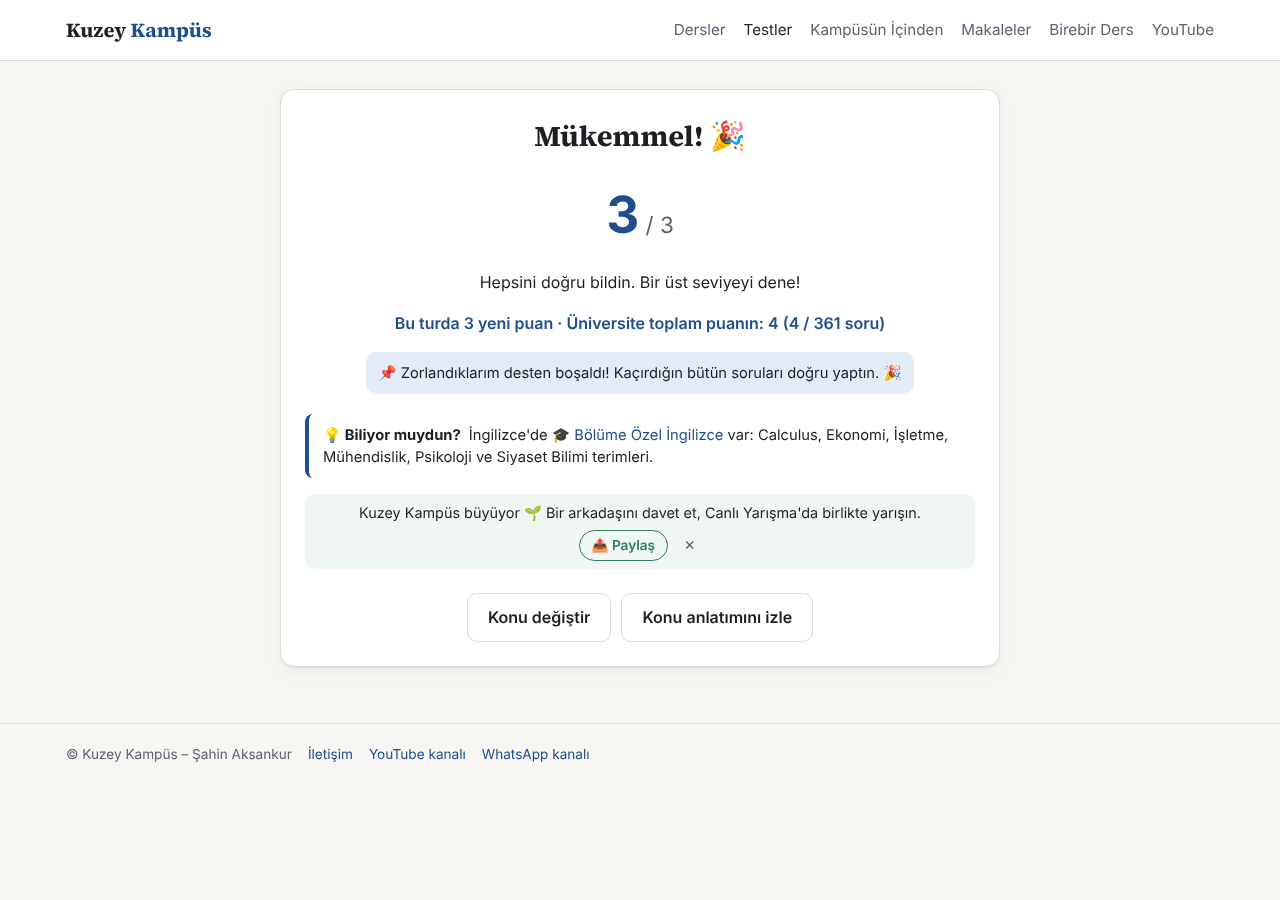 Kuzey Kampüs
Dersler Testler Kampüsün İçinden Makaleler Birebir Ders YouTube
Mükemmel! 🎉
3 / 3
Hepsini doğru bildin. Bir üst seviyeyi dene!
Bu turda 3 yeni puan · Üniversite toplam puanın: 4 (4 / 361 soru)
📌 Zorlandıklarım desten boşaldı! Kaçırdığın bütün soruları doğru yaptın. 🎉
💡 Biliyor muydun? İngilizce'de 🎓 Bölüme Özel İngilizce var: Calculus, Ekonomi, İşletme,
Mühendislik, Psikoloji ve Siyaset Bilimi terimleri.
Kuzey Kampüs büyüyor 🌱 Bir arkadaşını davet et, Canlı Yarışma'da birlikte yarışın.
📤 Paylaş ✕
Konu değiştir Konu anlatımını izle
© Kuzey Kampüs – Şahin Aksankur İletişim YouTube kanalı WhatsApp kanalı